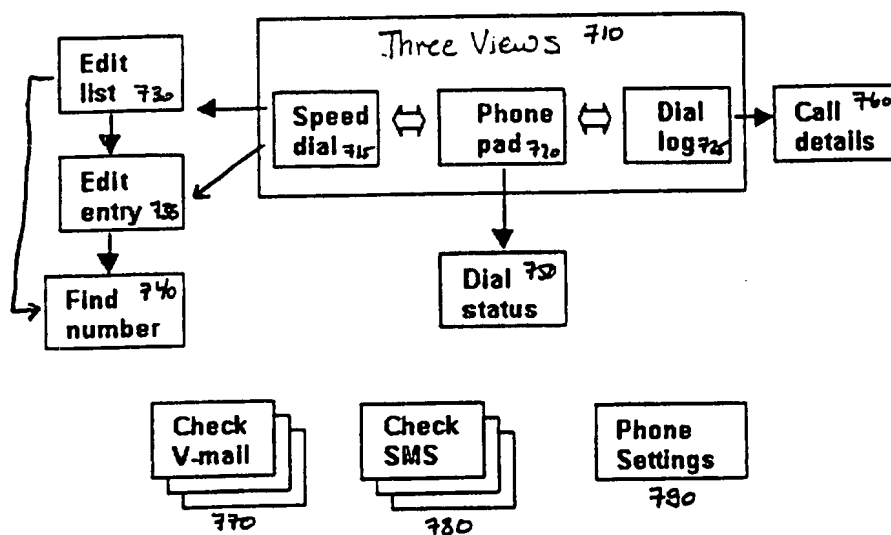 Three Views 710
Edit
list 730
Speed
dial 715
Phone
pad 720
Dial
log 725
Call 760
details
Edit
entry 735
Find 740
number
Dial 750
status
Check
V-mail
770
Check
SMS
780
Phone
Settings
790